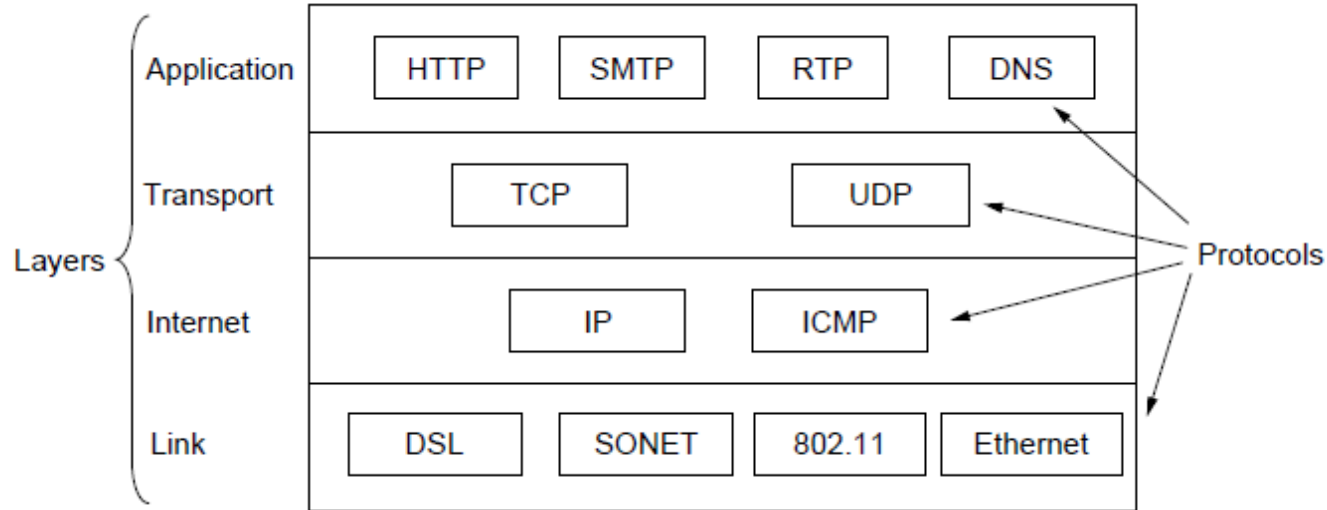 Application HTTP SMTP RTP DNS
Transport TCP UDP
Layers Protocols
Internet IP ICMP
Link DSL SONET 802.11 Ethernet